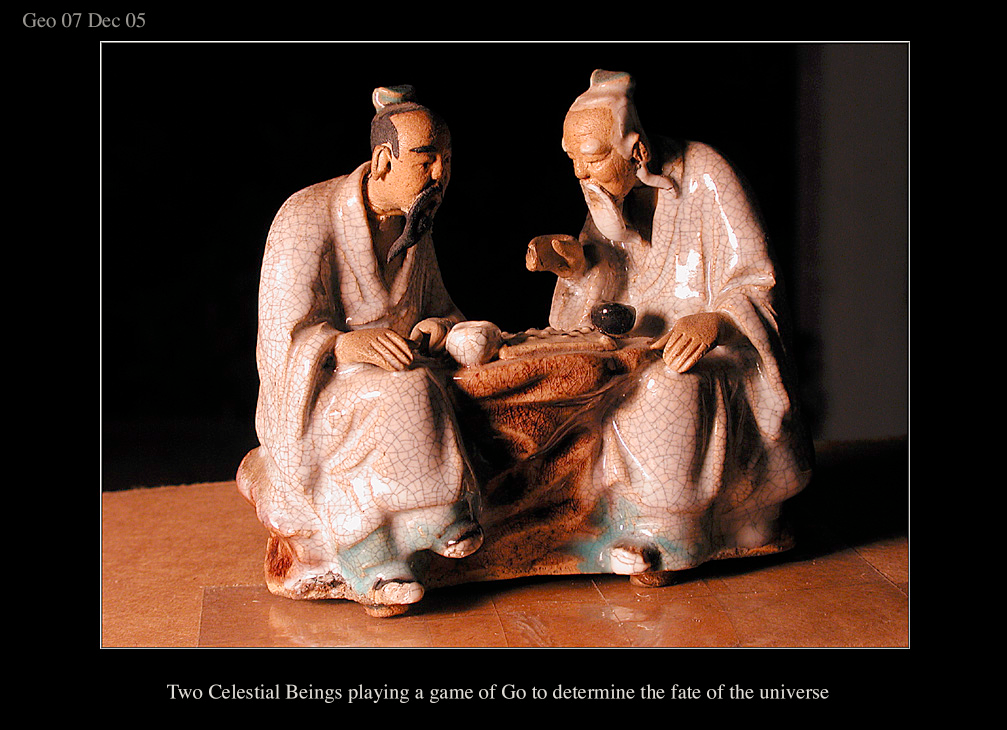 Geo 07 Dec 05
Two Celestial Beings playing a game of Go to determine the fate of the universe